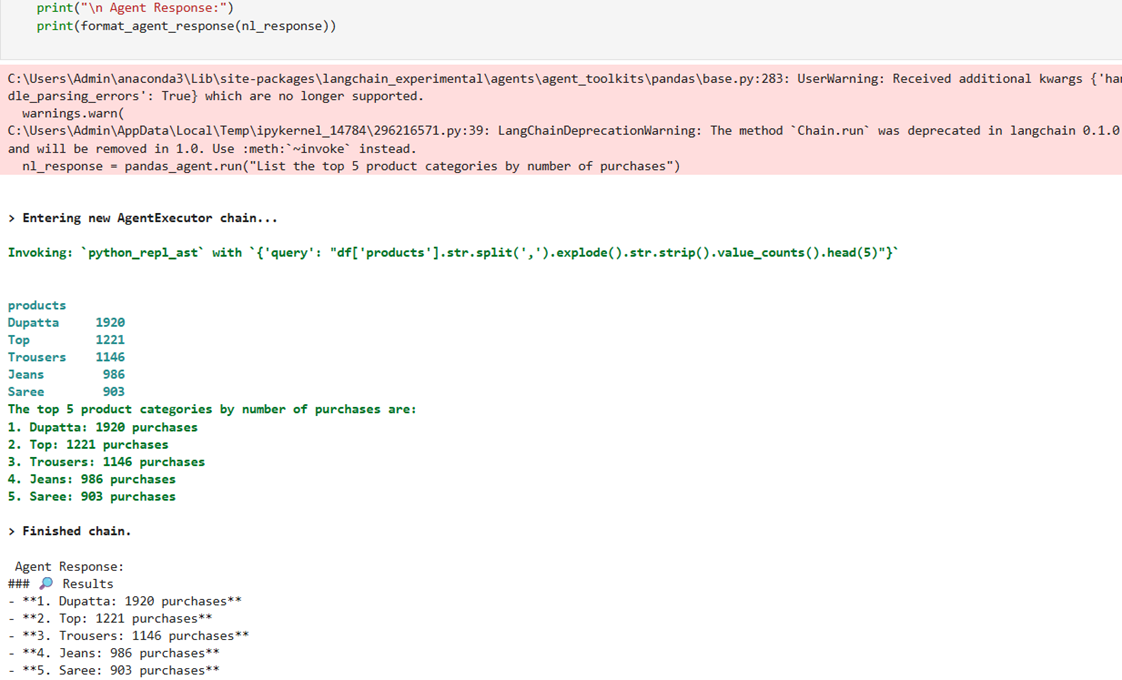 print("\n Agent Response:")
print(format_agent_response(nl_response))
C:\Users\Admin\anaconda3\Lib\site-packages\langchain_experimental\agents\agent_toolkits\pandas\base.py:283: UserWarning: Received additional kwargs {'han
dle_parsing_errors': True} which are no longer supported.
warnings.warn(
C:\Users\Admin\AppData\Local\Temp\ipykernel_14784\296216571.py:39: LangChainDeprecationWarning: The method `Chain.run` was deprecated in langchain 0.1.0
and will be removed in 1.0. Use :meth:`~invoke` instead.
nl_response = pandas_agent.run("List the top 5 product categories by number of purchases")
> Entering new AgentExecutor chain...
Invoking: `python_repl_ast` with `{'query': "df['products'].str.split(',').explode().str.strip().value_counts().head(5)"}`
products
Dupatta 1920
Top 1221
Trousers 1146
Jeans 986
Saree 903
The top 5 product categories by number of purchases are:
1. Dupatta: 1920 purchases
2. Top: 1221 purchases
3. Trousers: 1146 purchases
4. Jeans: 986 purchases
5. Saree: 903 purchases
> Finished chain.
Agent Response:
### 🔎 Results
- **1. Dupatta: 1920 purchases**
- **2. Top: 1221 purchases**
- **3. Trousers: 1146 purchases**
- **4. Jeans: 986 purchases**
- **5. Saree: 903 purchases**